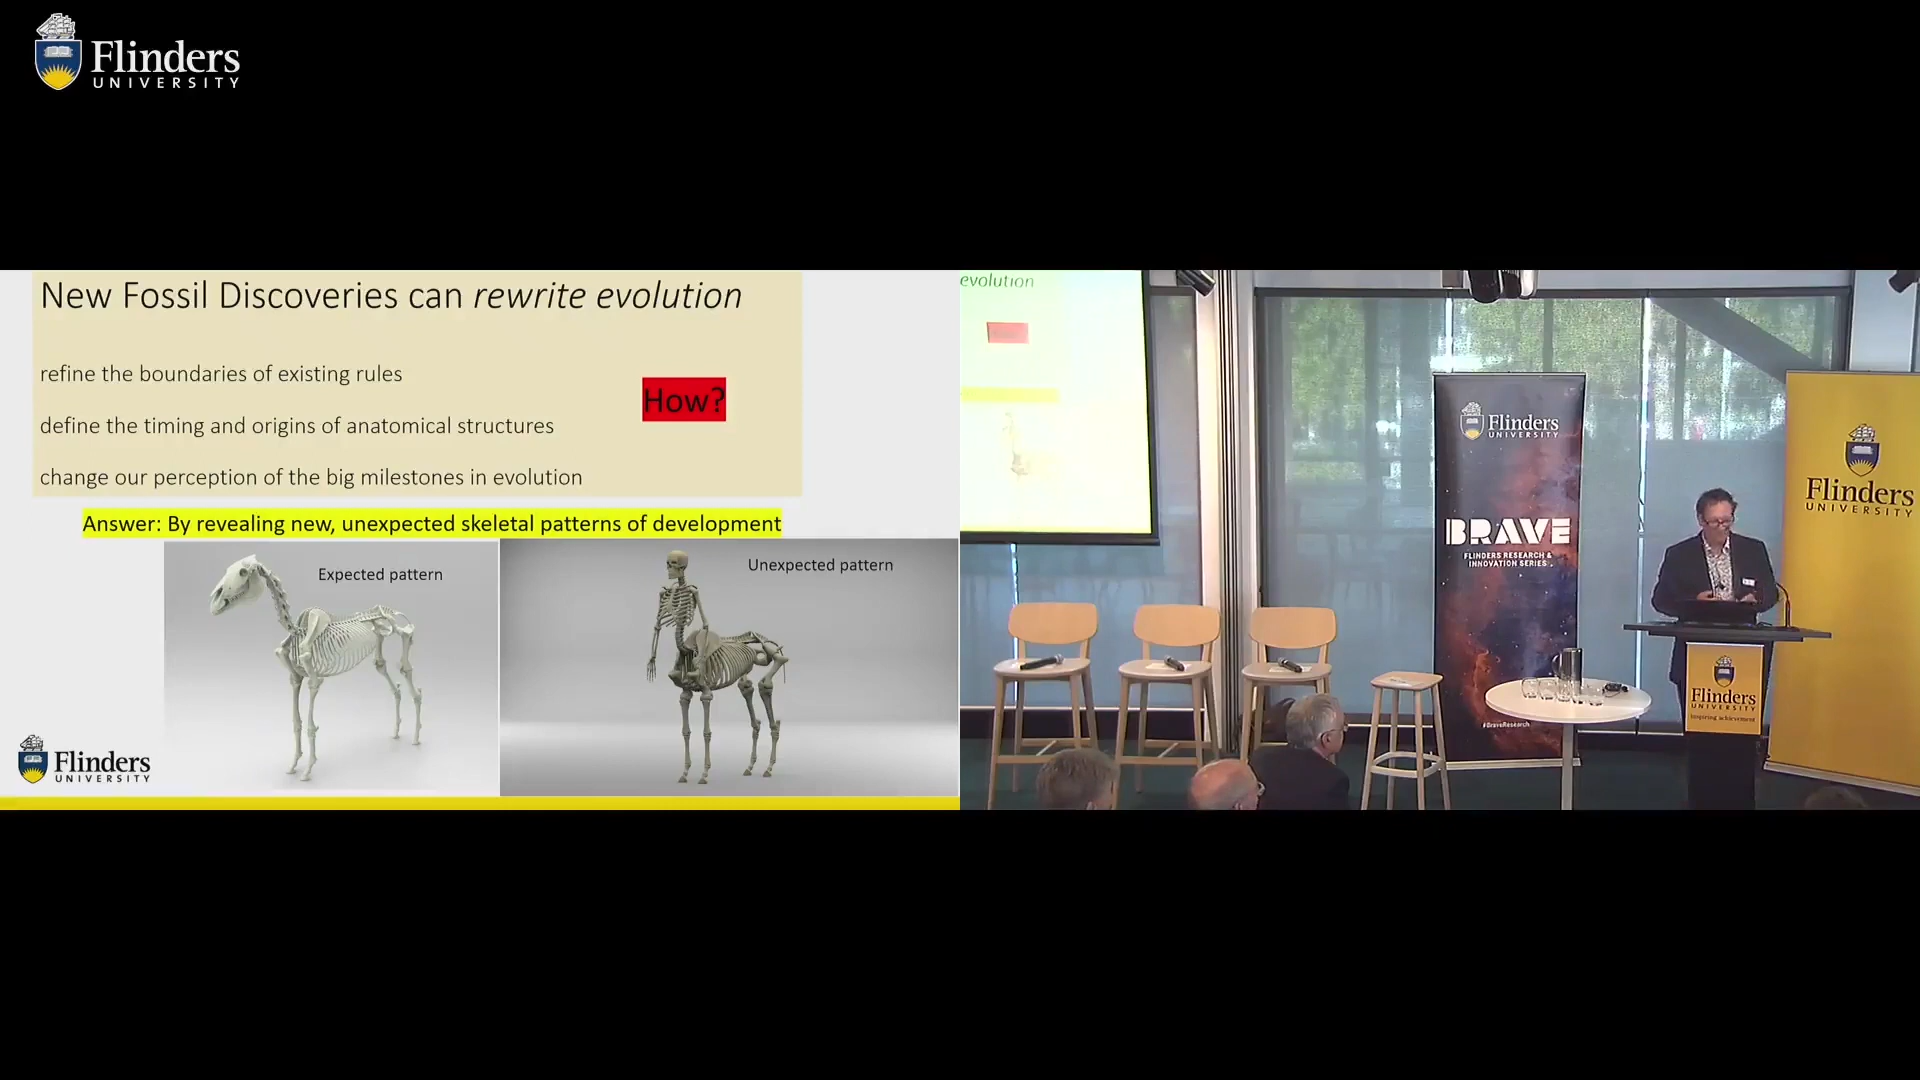 Flinders
UNIVERSITY
New Fossil Discoveries can rewrite evolution
refine the boundaries of existing rules
How?
define the timing and origins of anatomical structures
change our perception of the big milestones in evolution
Answer: By revealing new, unexpected skeletal patterns of development
Expected pattern
Unexpected pattern
Flinders
UNIVERSITY
evolution
Flinders
UNIVERSITY
BRAVE
FLINDERS RESEARCH &
INNOVATION SERIES
#BraveResearch
Flinders
UNIVERSITY
Flinders
UNIVERSITY
inspiring achievement